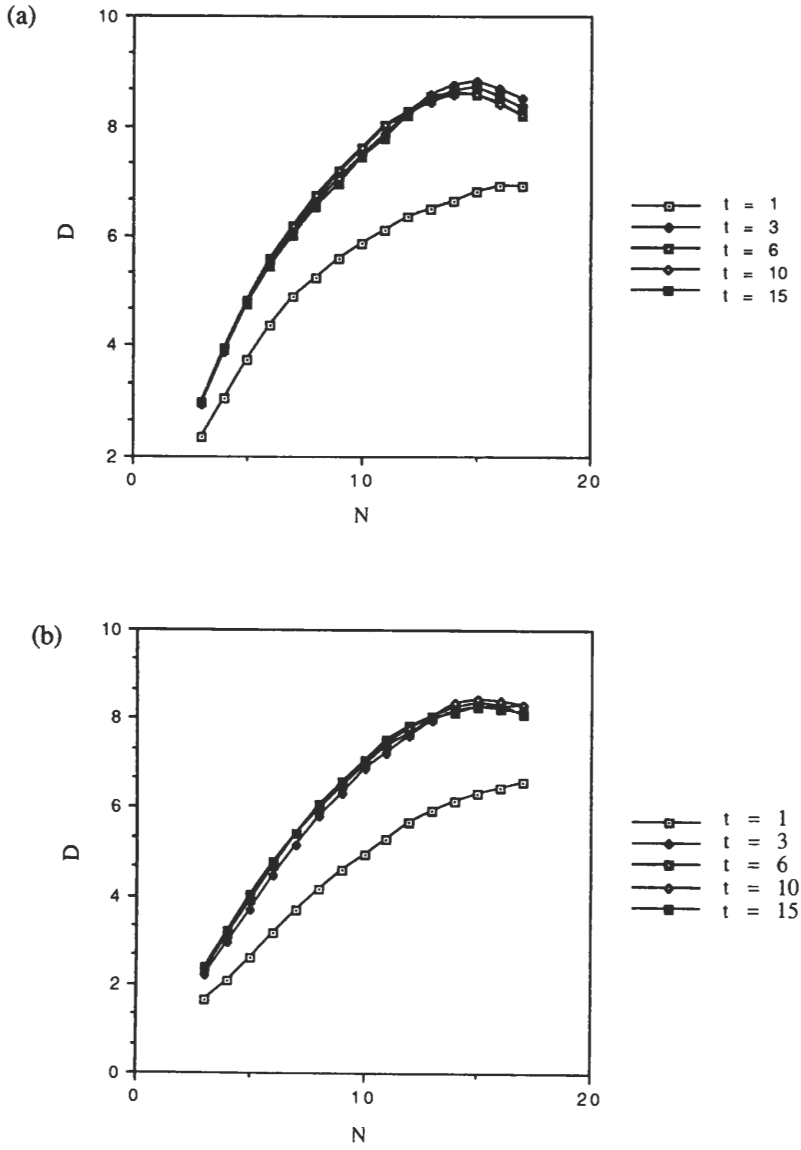 (a)
10
8
6
4
2
D
0
10
20
N
t = 1
t = 3
t = 6
t = 10
t = 15
(b)
10
8
6
4
2
0
D
0
10
20
N
t = 1
t = 3
t = 6
t = 10
t = 15